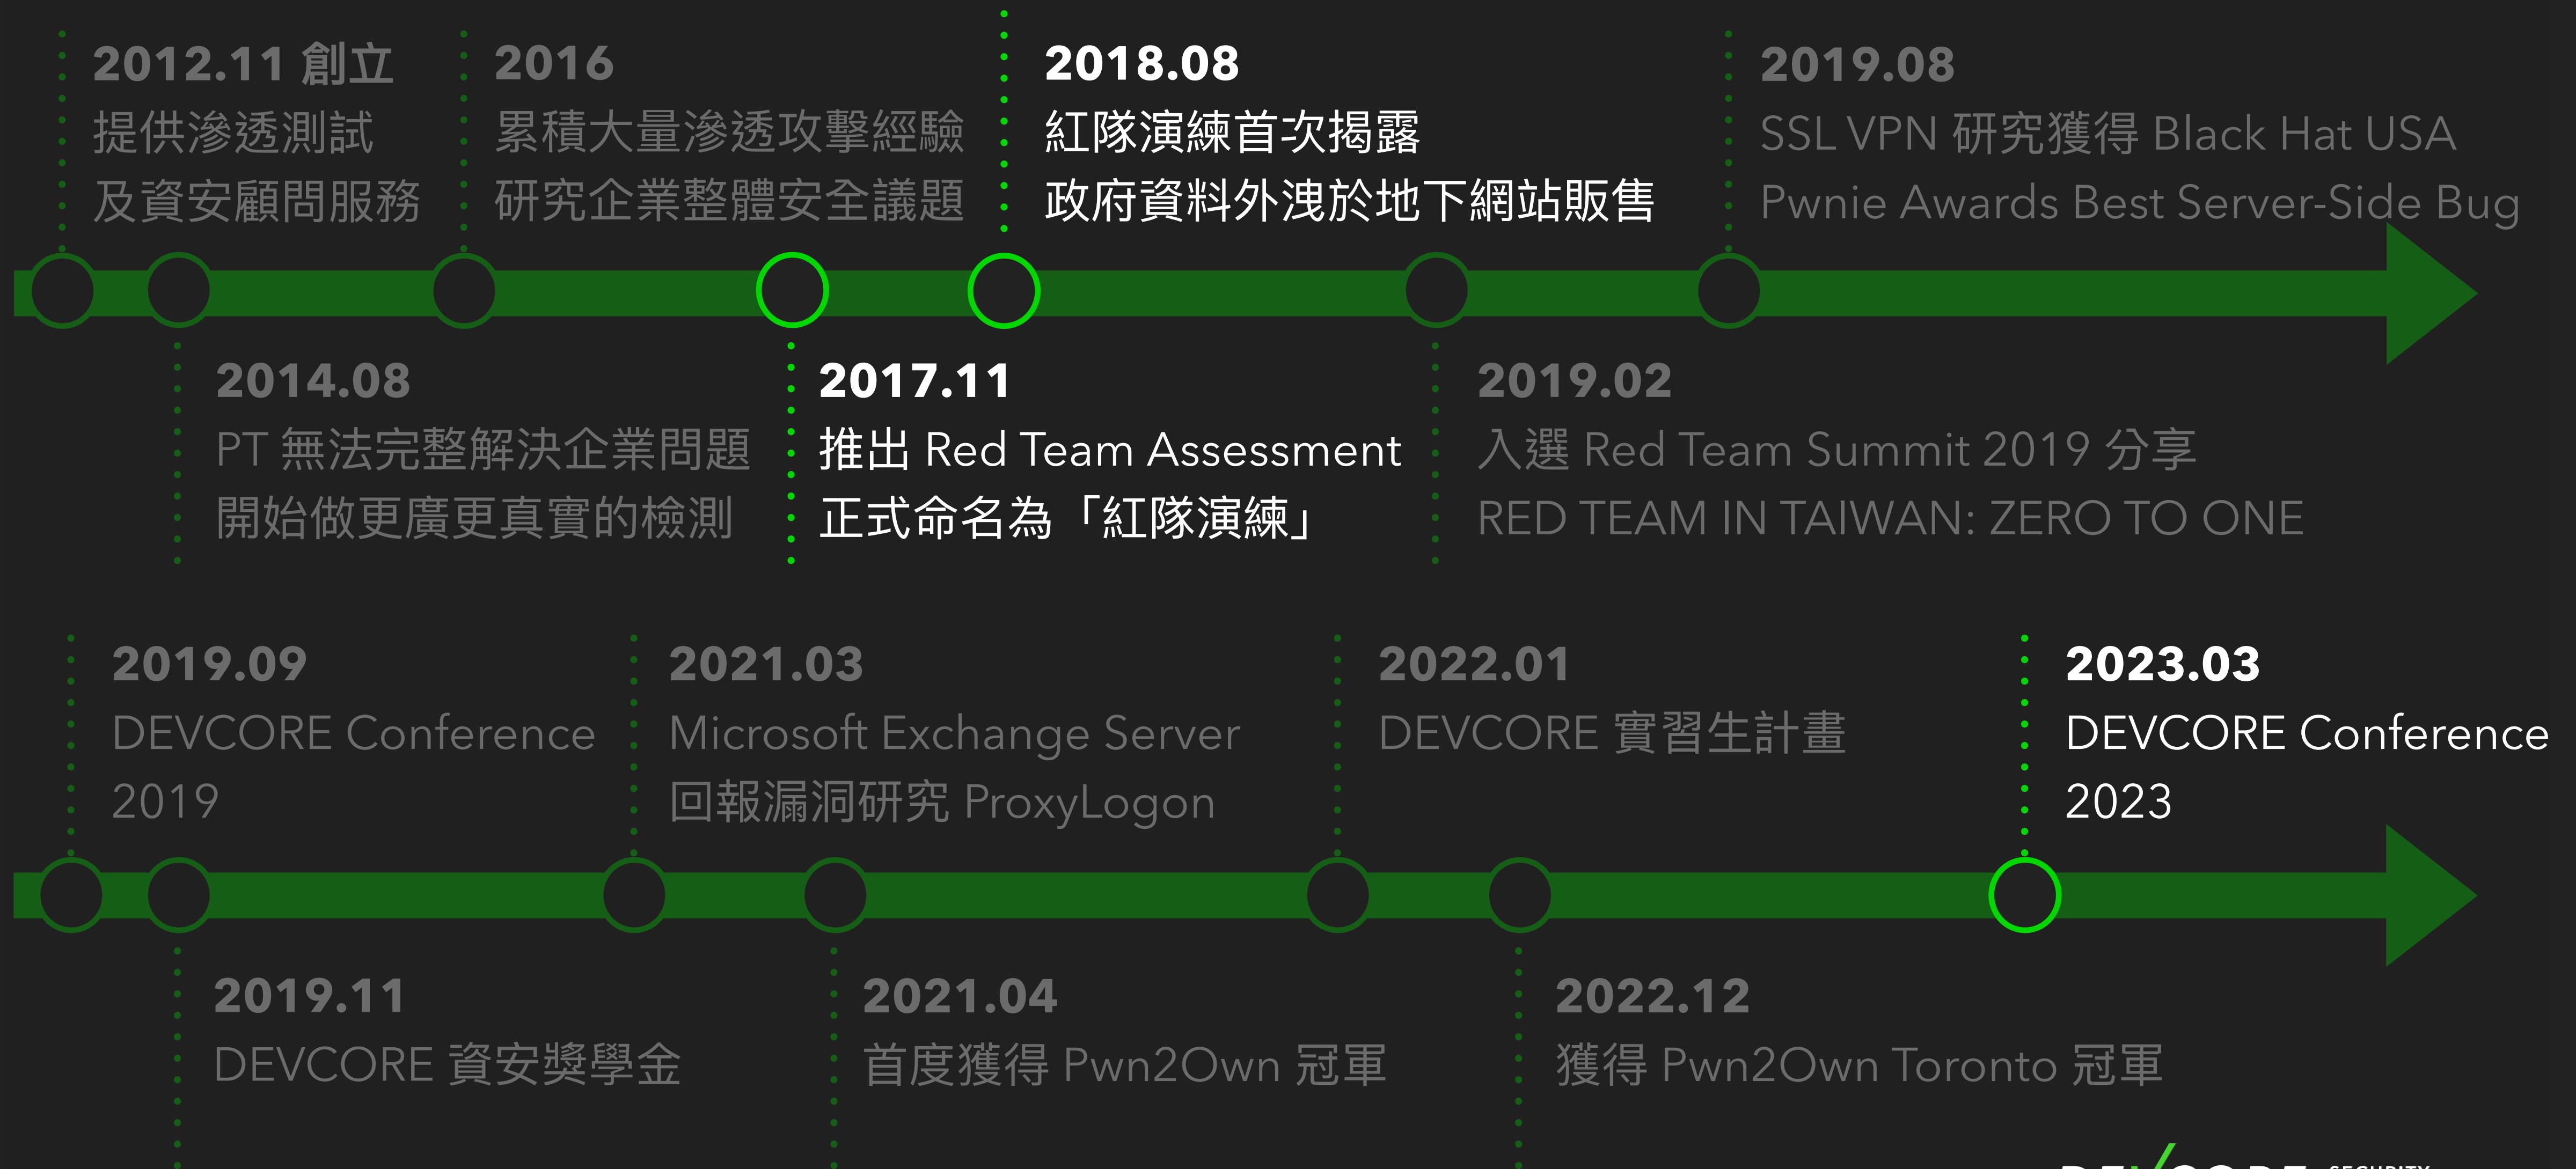 2012.11 創立
提供滲透測試
及資安顧問服務
2016
累積大量滲透攻擊經驗
研究企業整體安全議題
2018.08
紅隊演練首次揭露
政府資料外洩於地下網站販售
2019.08
SSL VPN 研究獲得 Black Hat USA
Pwnie Awards Best Server-Side Bug
2014.08
PT 無法完整解決企業問題
開始做更廣更真實的檢測
2017.11
推出 Red Team Assessment
正式命名為「紅隊演練」
2019.02
入選 Red Team Summit 2019 分享
RED TEAM IN TAIWAN: ZERO TO ONE
2019.09
DEVCORE Conference
2019
2021.03
Microsoft Exchange Server
回報漏洞研究 ProxyLogon
2022.01
DEVCORE 實習生計畫
2023.03
DEVCORE Conference
2023
2019.11
DEVCORE 資安獎學金
2021.04
首度獲得 Pwn2Own 冠軍
2022.12
獲得 Pwn2Own Toronto 冠軍